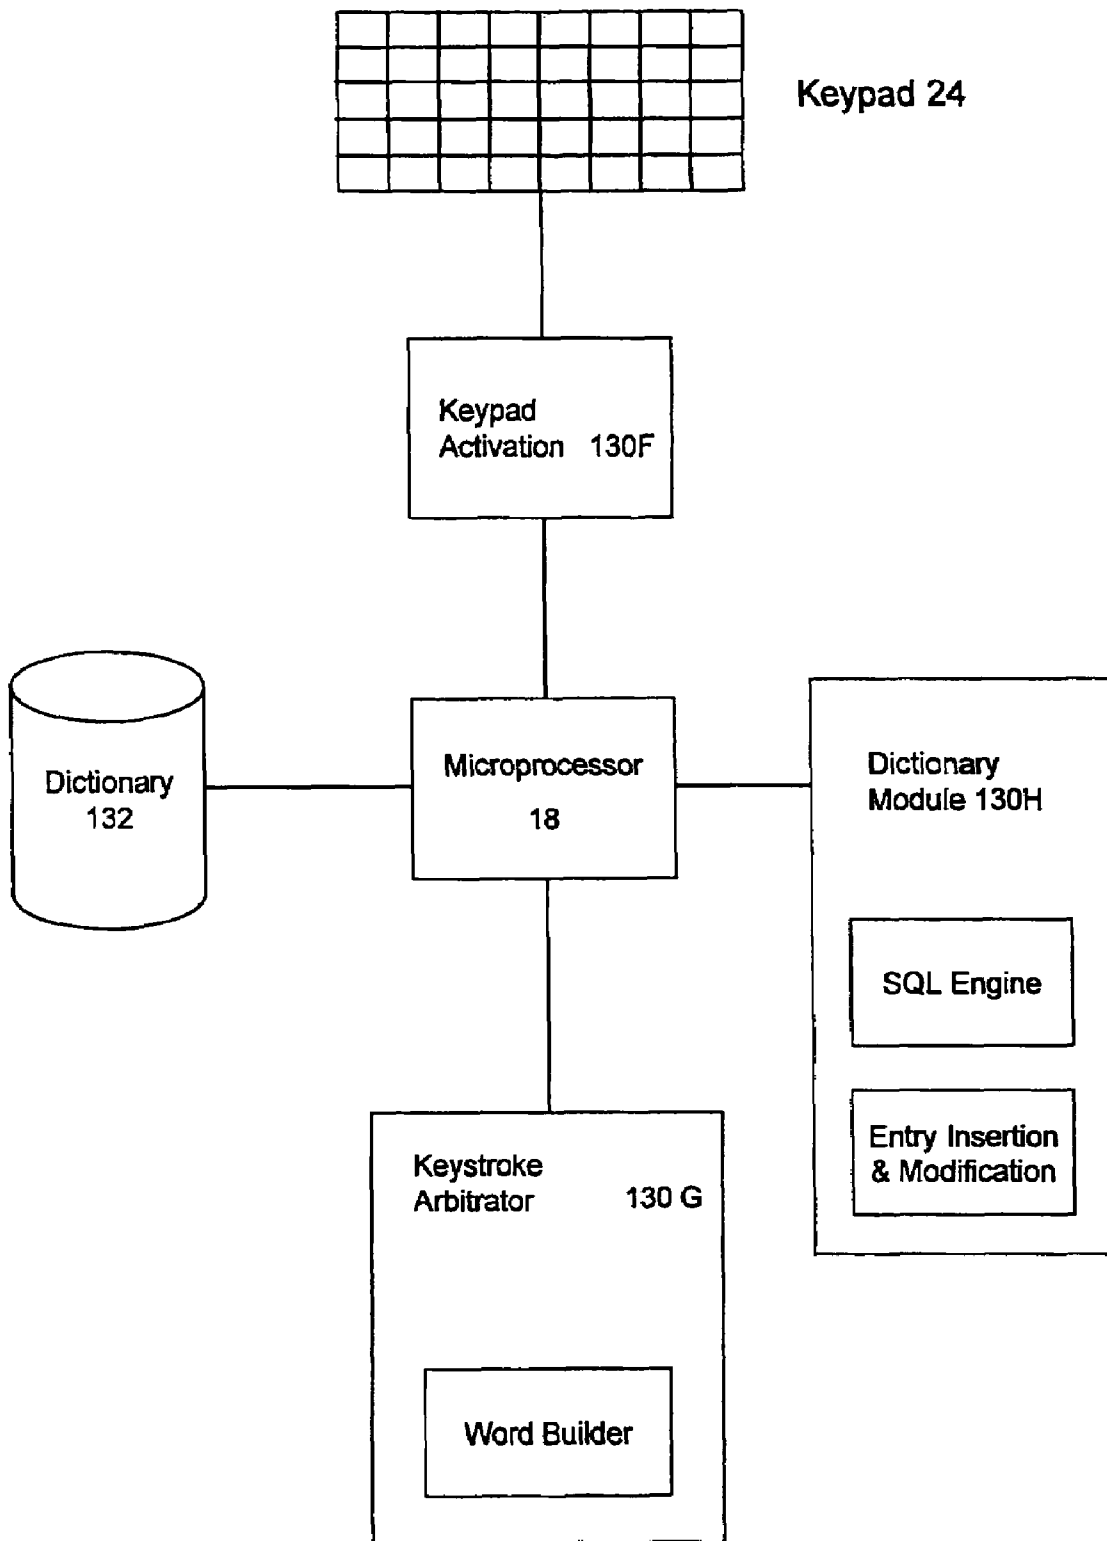 Keypad 24
Keypad
Activation 130F
Microprocessor
18
Dictionary
132
Dictionary
Module 130H
SQL Engine
Entry Insertion
& Modification
Keystroke
Arbitrator 130 G
Word Builder